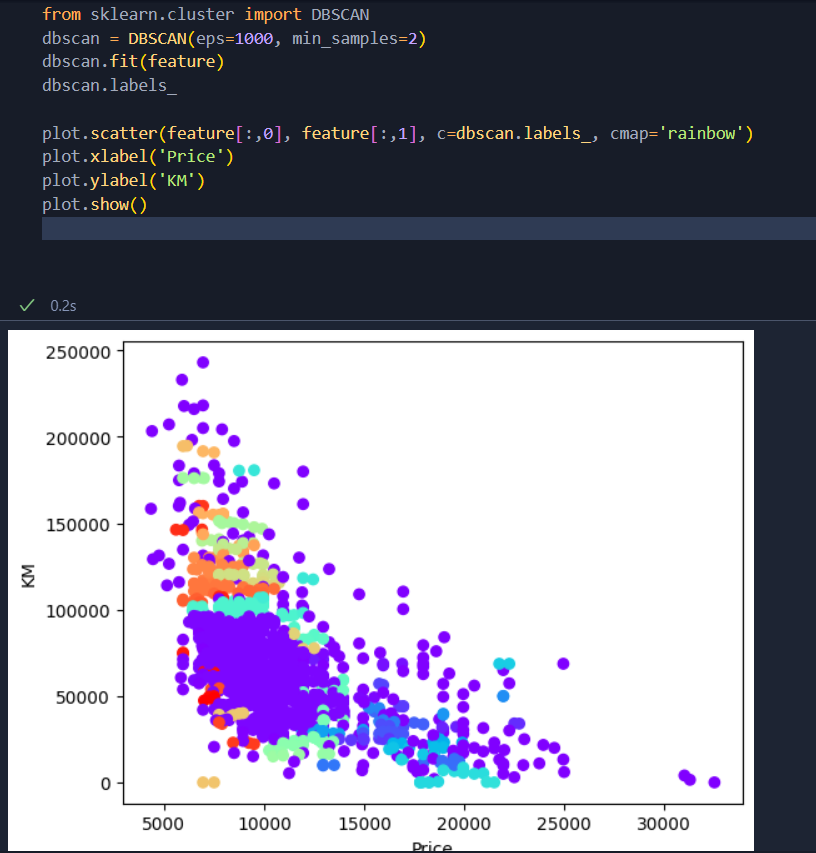 from sklearn.cluster import DBSCAN
dbscan = DBSCAN(eps=1000, min_samples=2)
dbscan.fit(feature)
dbscan.labels_
plot.scatter(feature[:,0], feature[:,1], c=dbscan.labels_, cmap='rainbow')
plot.xlabel('Price')
plot.ylabel('KM')
plot.show()
0.2s
250000
200000
150000
100000
50000
0
KM
5000 10000 15000 20000 25000 30000
Price